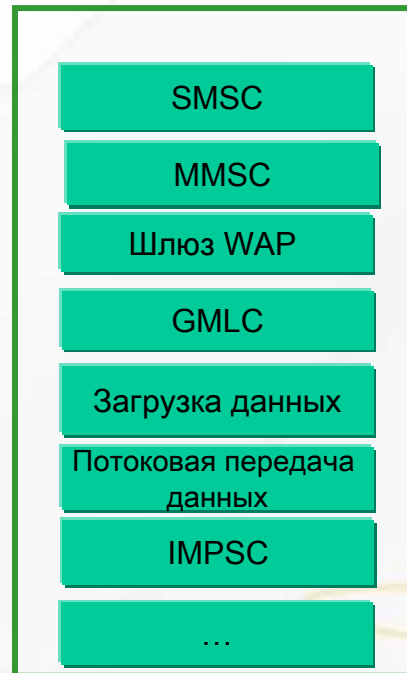 SMSC
MMSC
Шлюз WAP
GMLC
Загрузка данных
Потоковая передача
данных
IMPSC
…